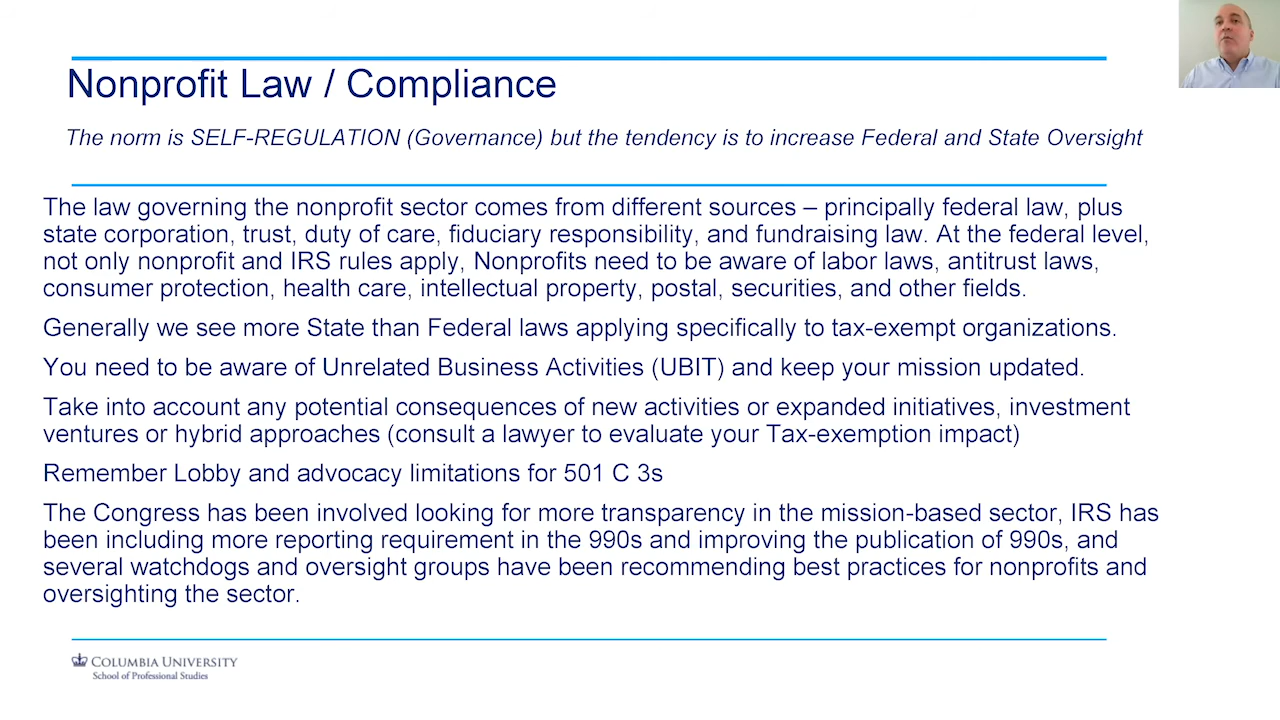 Nonprofit Law / Compliance
The norm is SELF-REGULATION (Governance) but the tendency is to increase Federal and State Oversight
The law governing the nonprofit sector comes from different sources – principally federal law, plus
state corporation, trust, duty of care, fiduciary responsibility, and fundraising law. At the federal level,
not only nonprofit and IRS rules apply, Nonprofits need to be aware of labor laws, antitrust laws,
consumer protection, health care, intellectual property, postal, securities, and other fields.
Generally we see more State than Federal laws applying specifically to tax-exempt organizations.
You need to be aware of Unrelated Business Activities (UBIT) and keep your mission updated.
Take into account any potential consequences of new activities or expanded initiatives, investment
ventures or hybrid approaches (consult a lawyer to evaluate your Tax-exemption impact)
Remember Lobby and advocacy limitations for 501 C 3s
The Congress has been involved looking for more transparency in the mission-based sector, IRS has
been including more reporting requirement in the 990s and improving the publication of 990s, and
several watchdogs and oversight groups have been recommending best practices for nonprofits and
oversighting the sector.
COLUMBIA UNIVERSITY
School of Professional Studies